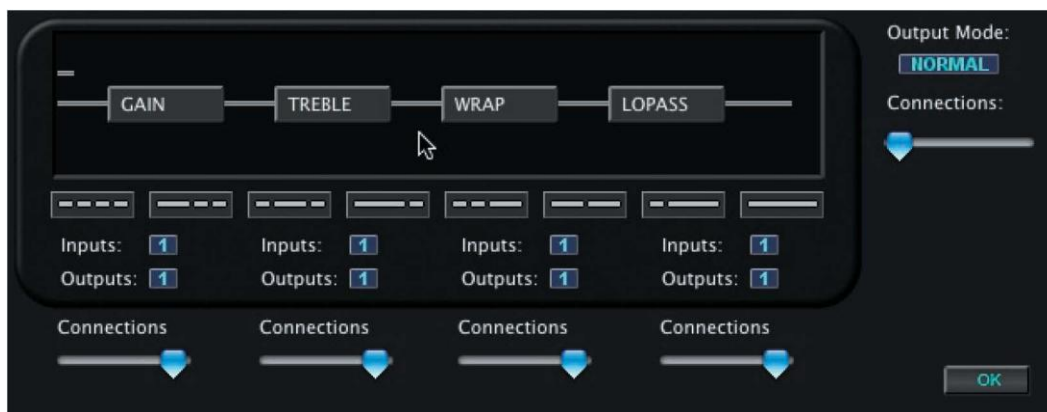 Output Mode:
NORMAL
Connections:
GAIN TREBLE WRAP LOPASS
Inputs: 1 Inputs: 1 Inputs: 1 Inputs: 1
Outputs: 1 Outputs: 1 Outputs: 1 Outputs: 1
Connections Connections Connections Connections
OK